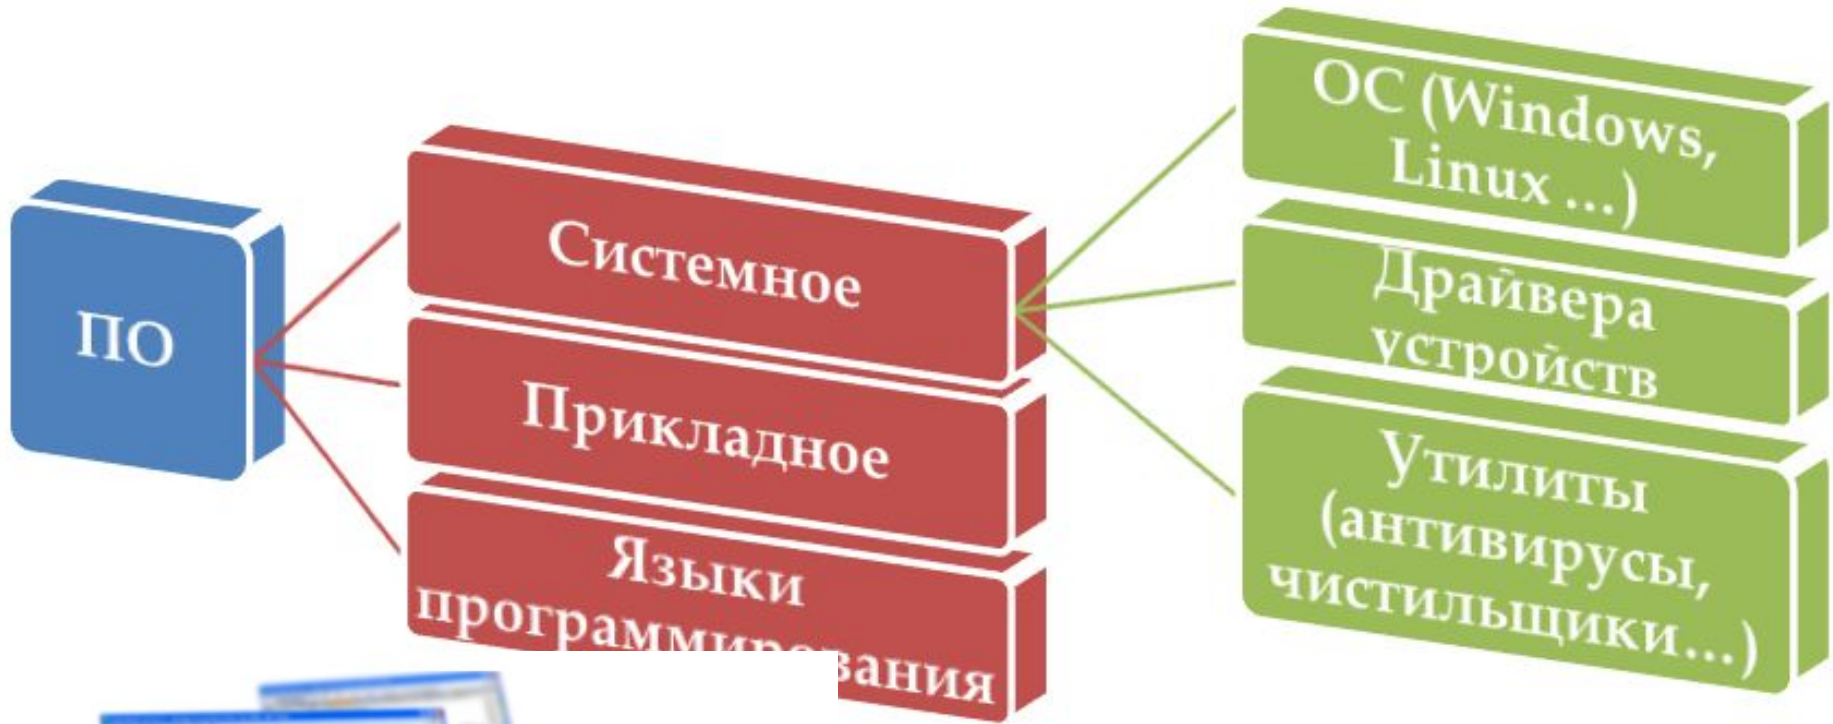 ПО
Системное
Прикладное
Языки
программирования
ОС (Windows,
Linux ...)
Драйвера
устройств
Утилиты
(антивирусы,
чистильщики...)